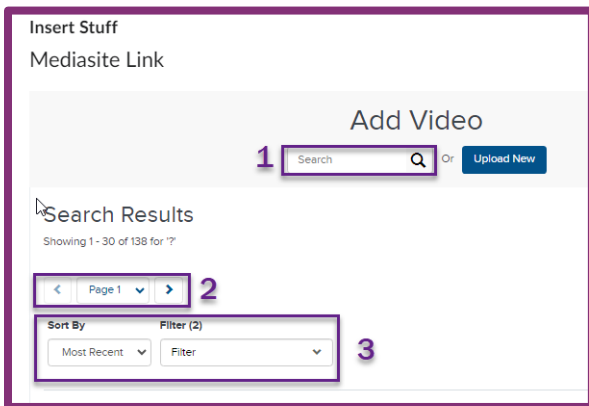 Insert Stuff
Mediasite Link
Add Video
1 Search Or Upload New
Search Results
Showing 1 - 30 of 138 for '?'
< Page 1 > 2
Sort By Filter (2)
Most Recent Filter 3